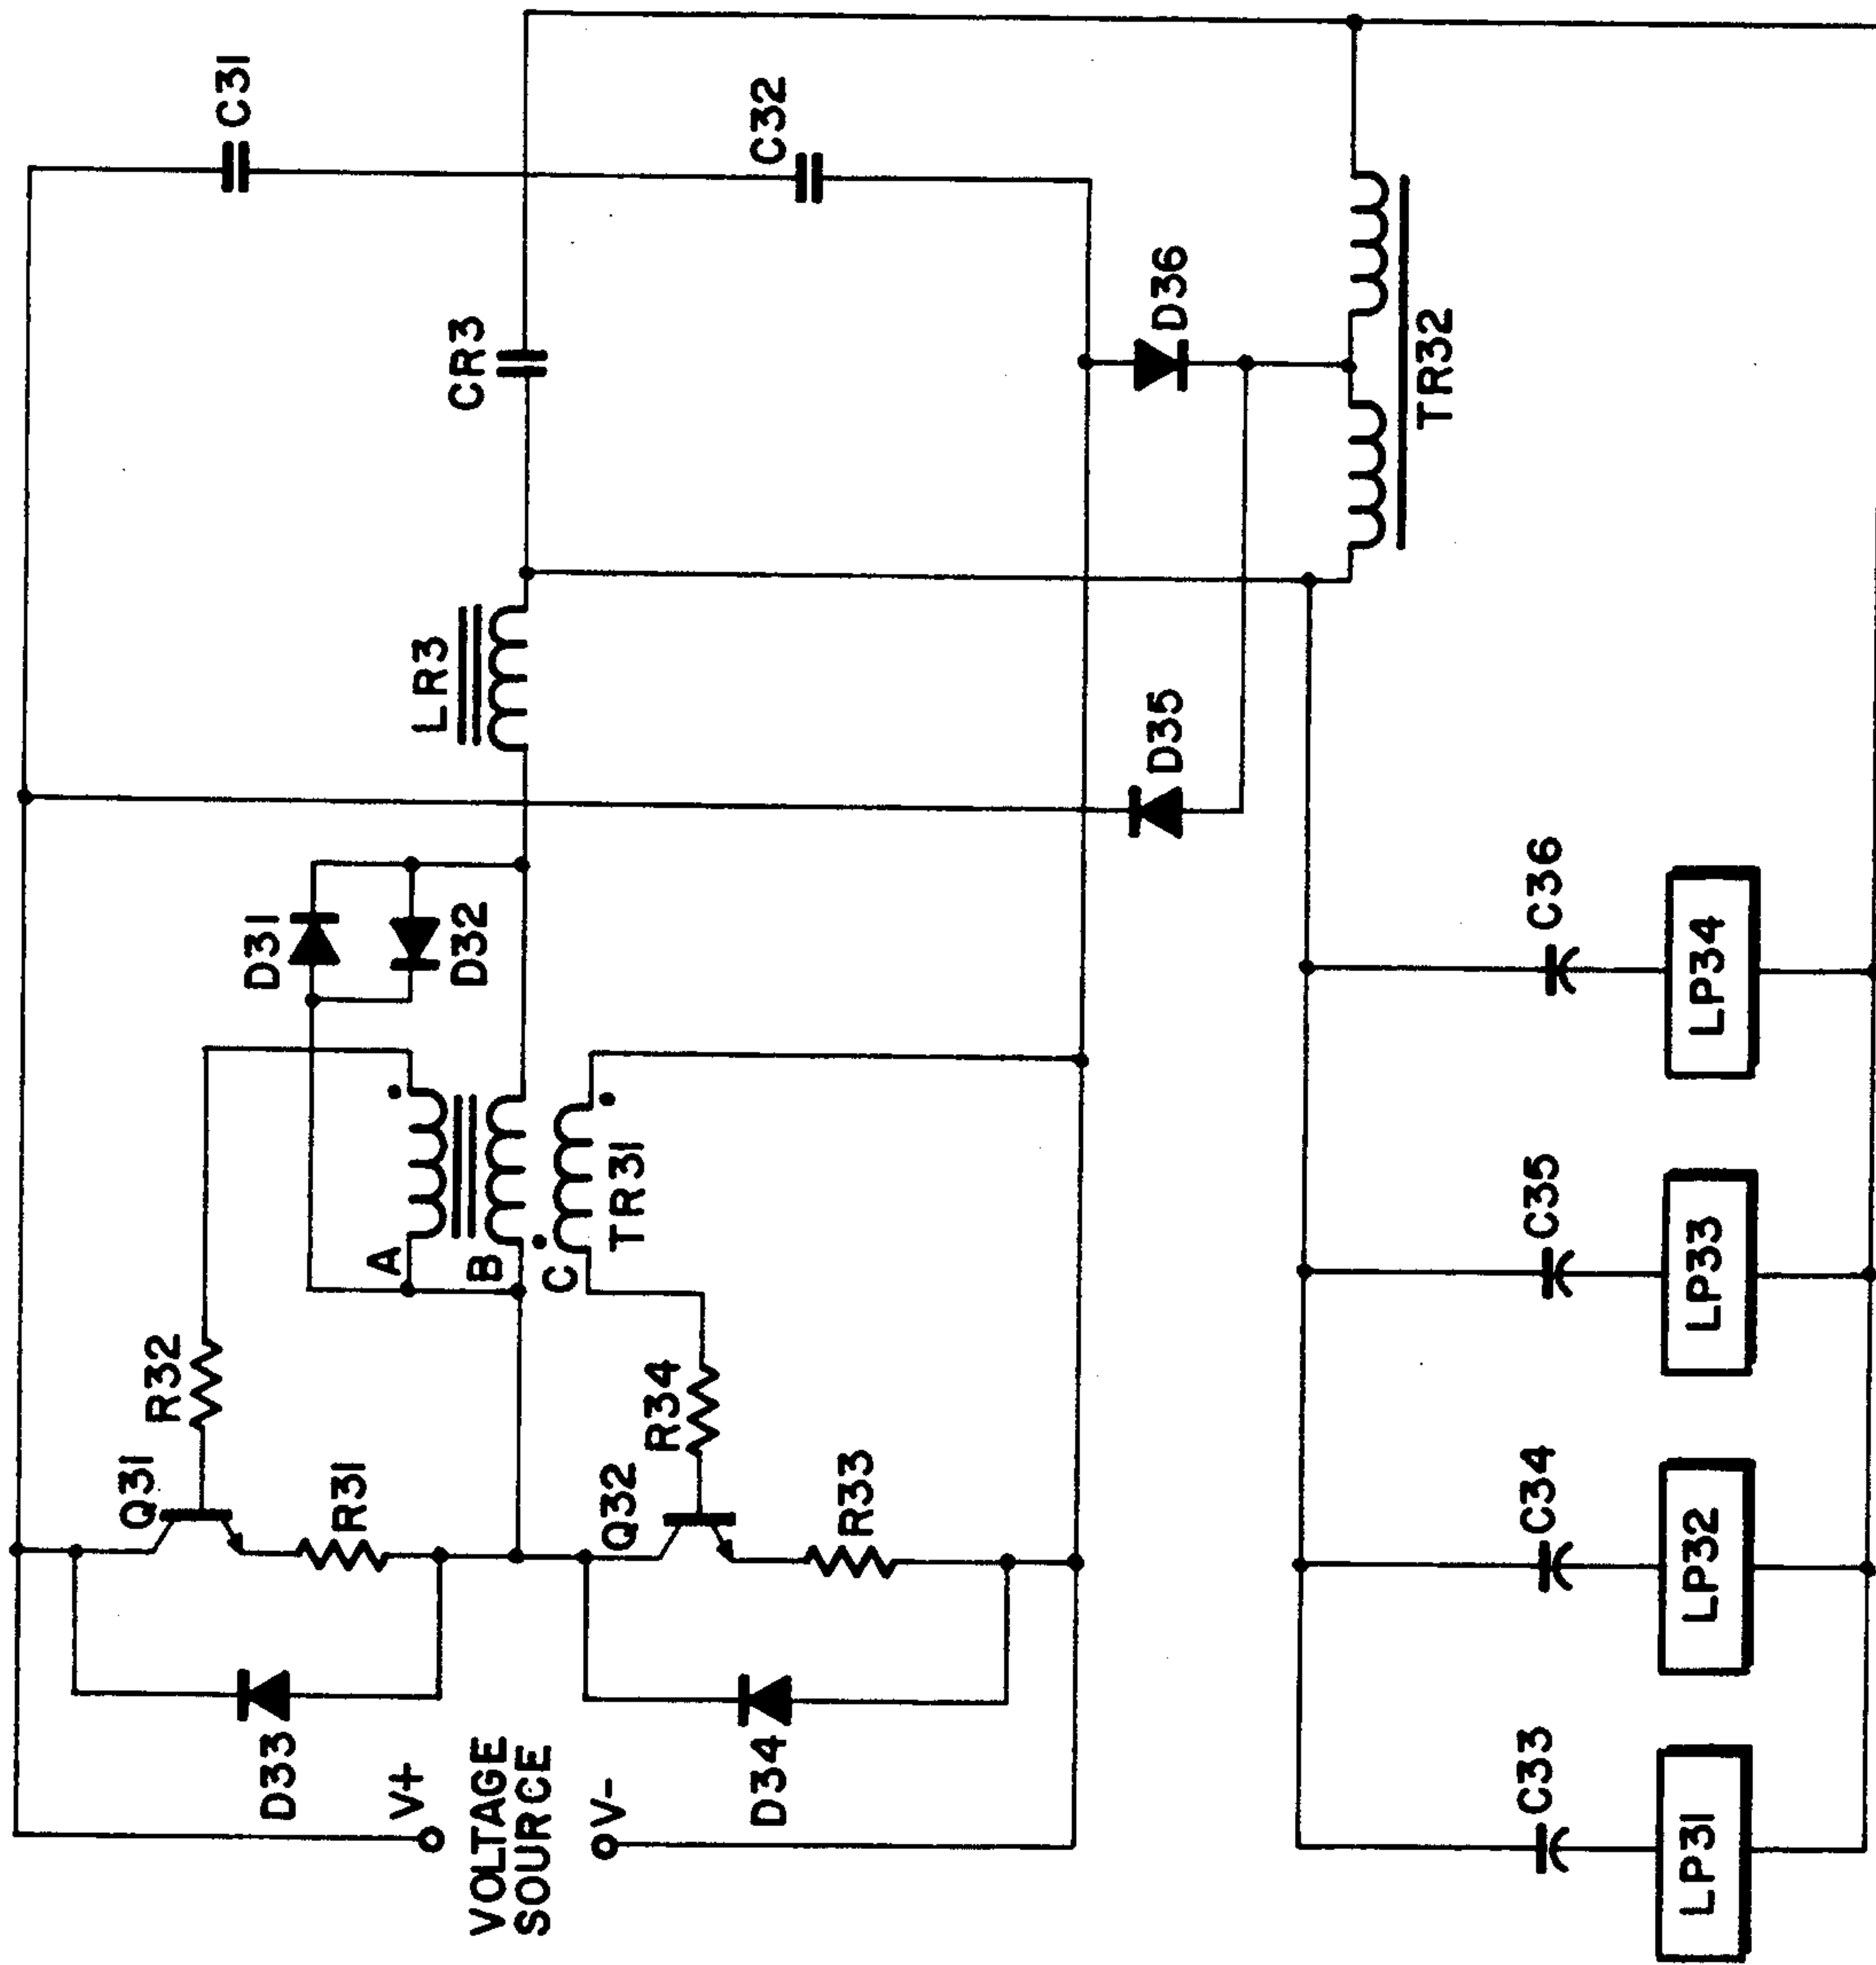 C31
C32
CR3
D36
TR32
LR3
D35
D31
D32
C36
LP34
A
B
C
TR31
R32
C35
LP33
Q31
R31
R34
Q32
R33
C34
LP32
D33
V+
VOLTAGE
SOURCE
V-
D34
C33
LP31